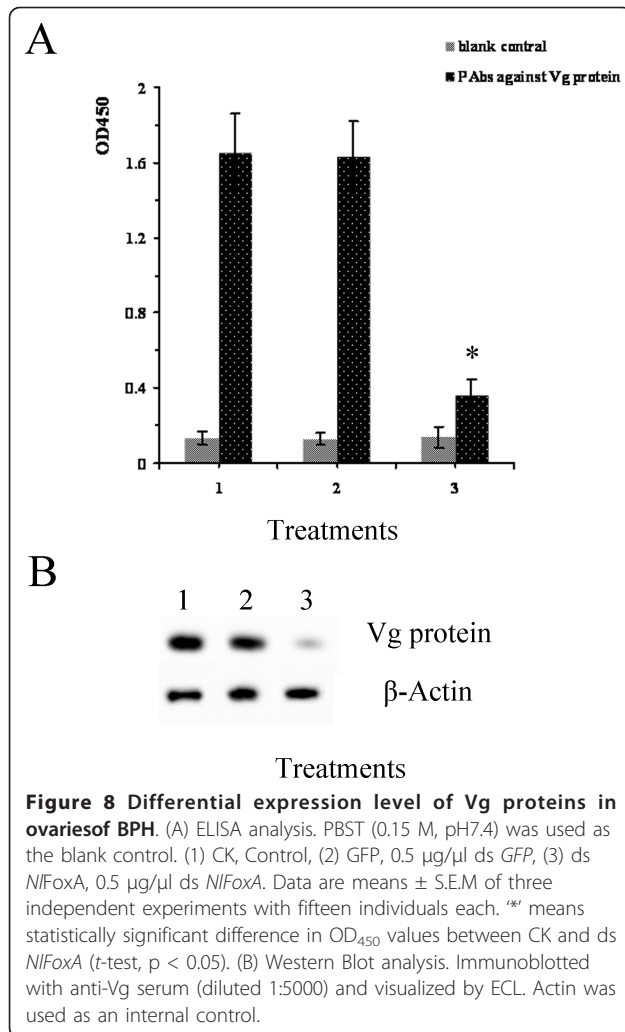 A
blank control
PAbs against Vg protein
OD450
2
1.6
1.2
0.8
0.4
0
*
1 2 3
Treatments
B
1 2 3
Vg protein
β-Actin
Treatments
Figure 8 Differential expression level of Vg proteins in
ovariesof BPH. (A) ELISA analysis. PBST (0.15 M, pH7.4) was used as
the blank control. (1) CK, Control, (2) GFP, 0.5 μg/μl ds GFP, (3) ds
NlFoxA, 0.5 μg/μl ds NlFoxA. Data are means ± S.E.M of three
independent experiments with fifteen individuals each. '*' means
statistically significant difference in OD450 values between CK and ds
NlFoxA (t-test, p < 0.05). (B) Western Blot analysis. Immunoblotted
with anti-Vg serum (diluted 1:5000) and visualized by ECL. Actin was
used as an internal control.